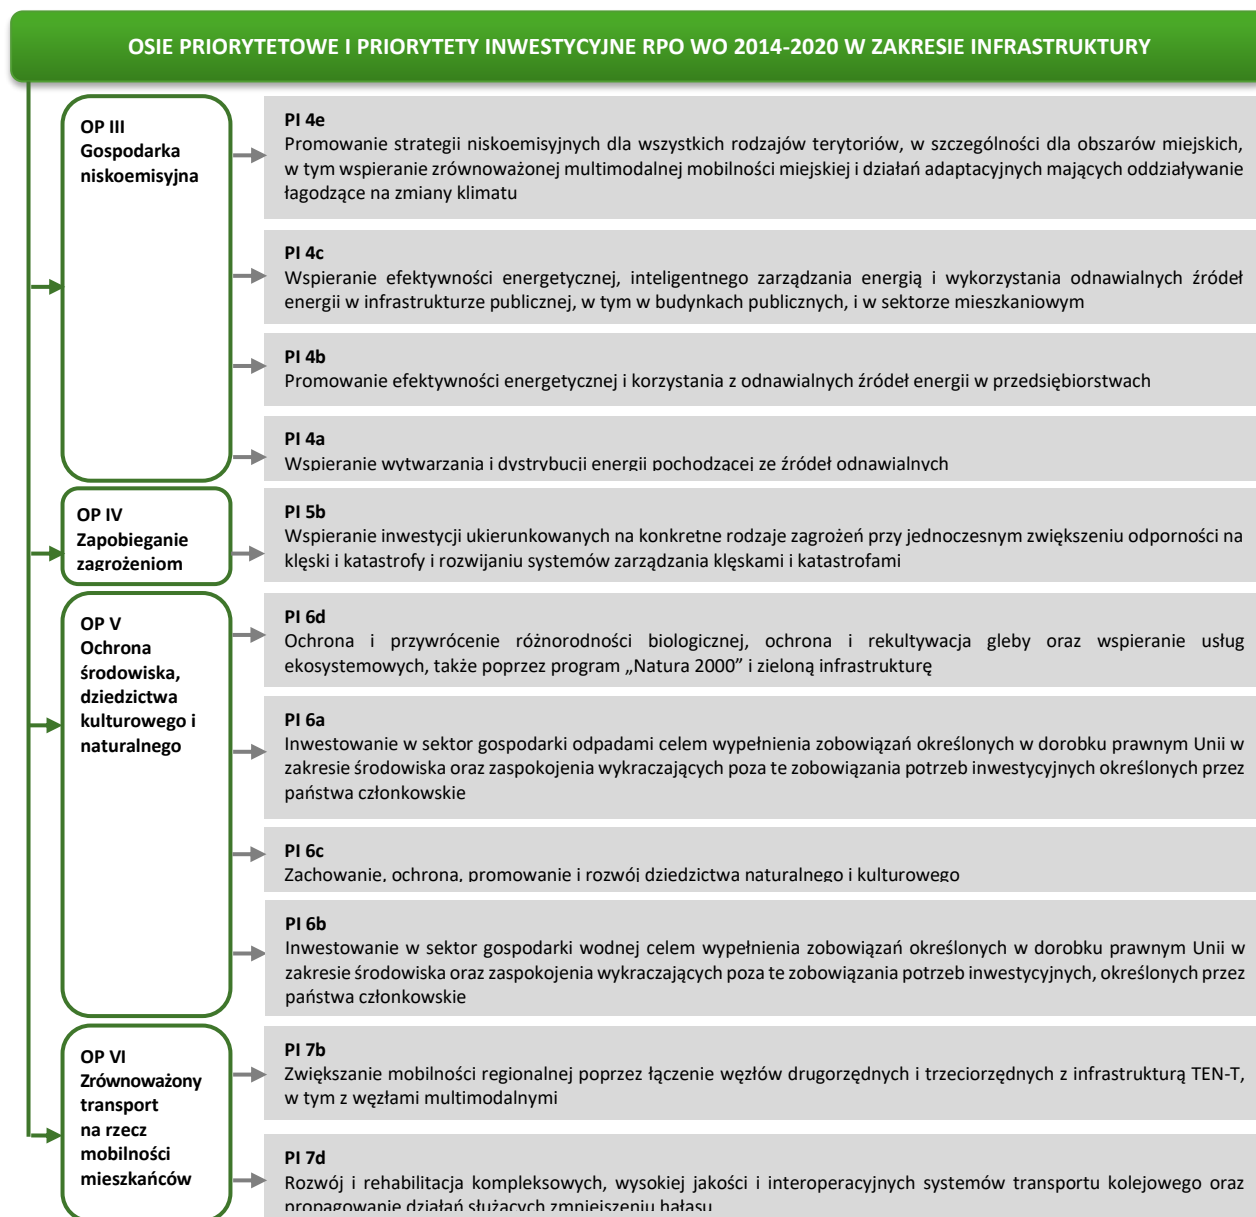 OSIE PRIORYTETOWE I PRIORYTETY INWESTYCYJNE RPO WO 2014-2020 W ZAKRESIE INFRASTRUKTURY
OP III
Gospodarka
niskoemisyjna
PI 4e
Promowanie strategii niskoemisyjnych dla wszystkich rodzajów terytoriów, w szczególności dla obszarów miejskich,
w tym wspieranie zrównoważonej multimodalnej mobilności miejskiej i działań adaptacyjnych mających oddziaływanie
łagodzące na zmiany klimatu
PI 4c
Wspieranie efektywności energetycznej, inteligentnego zarządzania energią i wykorzystania odnawialnych źródeł
energii w infrastrukturze publicznej, w tym w budynkach publicznych, i w sektorze mieszkaniowym
PI 4b
Promowanie efektywności energetycznej i korzystania z odnawialnych źródeł energii w przedsiębiorstwach
PI 4a
Wspieranie wytwarzania i dystrybucji energii pochodzącej ze źródeł odnawialnych
OP IV
Zapobieganie
zagrożeniom
PI 5b
Wspieranie inwestycji ukierunkowanych na konkretne rodzaje zagrożeń przy jednoczesnym zwiększeniu odporności na
klęski i katastrofy i rozwijaniu systemów zarządzania klęskami i katastrofami
OP V
Ochrona
środowiska,
dziedzictwa
kulturowego i
naturalnego
PI 6d
Ochrona i przywrócenie różnorodności biologicznej, ochrona i rekultywacja gleby oraz wspieranie usług
ekosystemowych, także poprzez program „Natura 2000” i zieloną infrastrukturę
PI 6a
Inwestowanie w sektor gospodarki odpadami celem wypełnienia zobowiązań określonych w dorobku prawnym Unii w
zakresie środowiska oraz zaspokojenia wykraczających poza te zobowiązania potrzeb inwestycyjnych określonych przez
państwa członkowskie
PI 6c
Zachowanie, ochrona, promowanie i rozwój dziedzictwa naturalnego i kulturowego
PI 6b
Inwestowanie w sektor gospodarki wodnej celem wypełnienia zobowiązań określonych w dorobku prawnym Unii w
zakresie środowiska oraz zaspokojenia wykraczających poza te zobowiązania potrzeb inwestycyjnych, określonych przez
państwa członkowskie
OP VI
Zrównoważony
transport
na rzecz
mobilności
mieszkańców
PI 7b
Zwiększanie mobilności regionalnej poprzez łączenie węzłów drugorzędnych i trzeciorzędnych z infrastrukturą TEN-T,
w tym z węzłami multimodalnymi
PI 7d
Rozwój i rehabilitacja kompleksowych, wysokiej jakości i interoperacyjnych systemów transportu kolejowego oraz
propagowanie działań służących zmniejszeniu hałasu